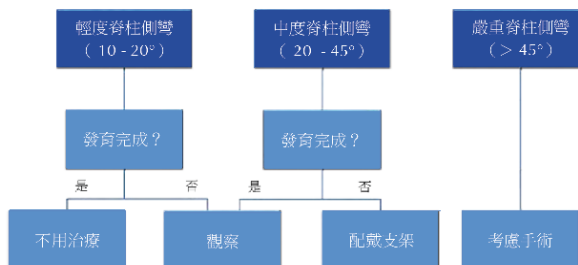 輕度脊柱側彎
( 10 - 20° )
中度脊柱側彎
( 20 - 45° )
嚴重脊柱側彎
( > 45° )
發育完成？
發育完成？
是
否
是
否
不用治療
觀察
配戴支架
考慮手術